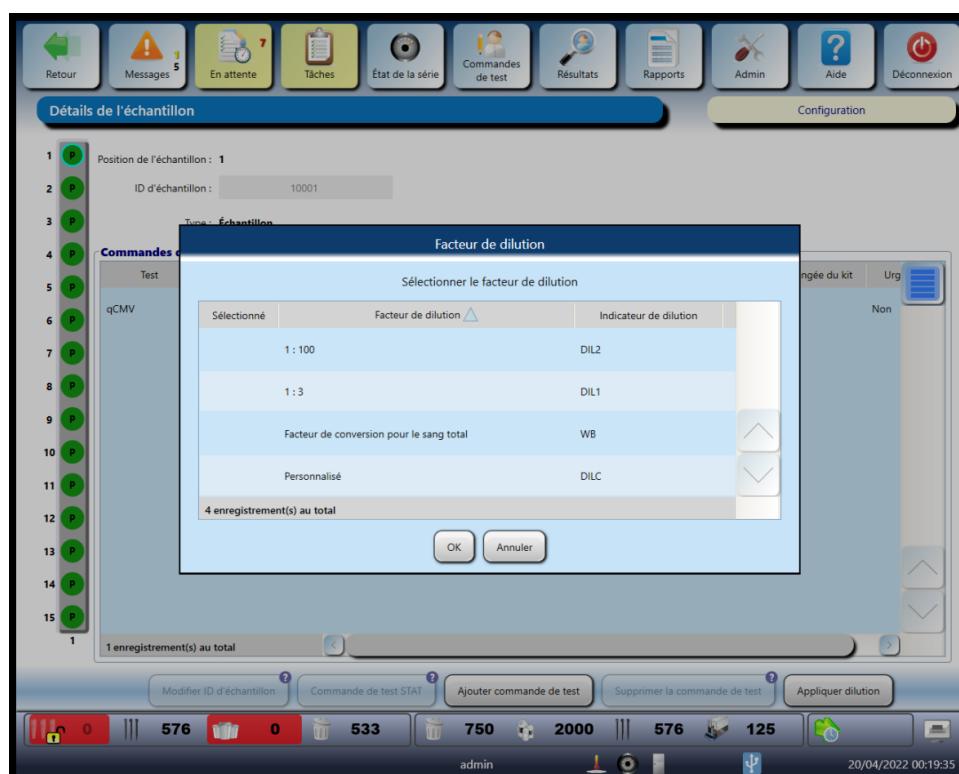 Retour
Messages
1
5
En attente
7
Tâches
État de la série
Commandes
de test
Résultats
Rapports
Admin
Aide
Déconnexion
Détails de l'échantillon
Configuration
1 P
2 P
3 P
4 P
5 P
6 P
7 P
8 P
9 P
10 P
11 P
12 P
13 P
14 P
15 P
1
Position de l'échantillon : 1
ID d'échantillon : 10001
Type : Échantillon
Commandes d
Test
ngée du kit
Urg
qCMV
Non
Facteur de dilution
Sélectionner le facteur de dilution
Sélectionné Facteur de dilution Indicateur de dilution
1 : 100 DIL2
1 : 3 DIL1
Facteur de conversion pour le sang total WB
Personnalisé DILC
4 enregistrement(s) au total
OK Annuler
1 enregistrement(s) au total
Modifier ID d'échantillon ?
Commande de test STAT ?
Ajouter commande de test
Supprimer la commande de test ?
Appliquer dilution
0 576 0 533 750 2000 576 125
admin
20/04/2022 00:19:35